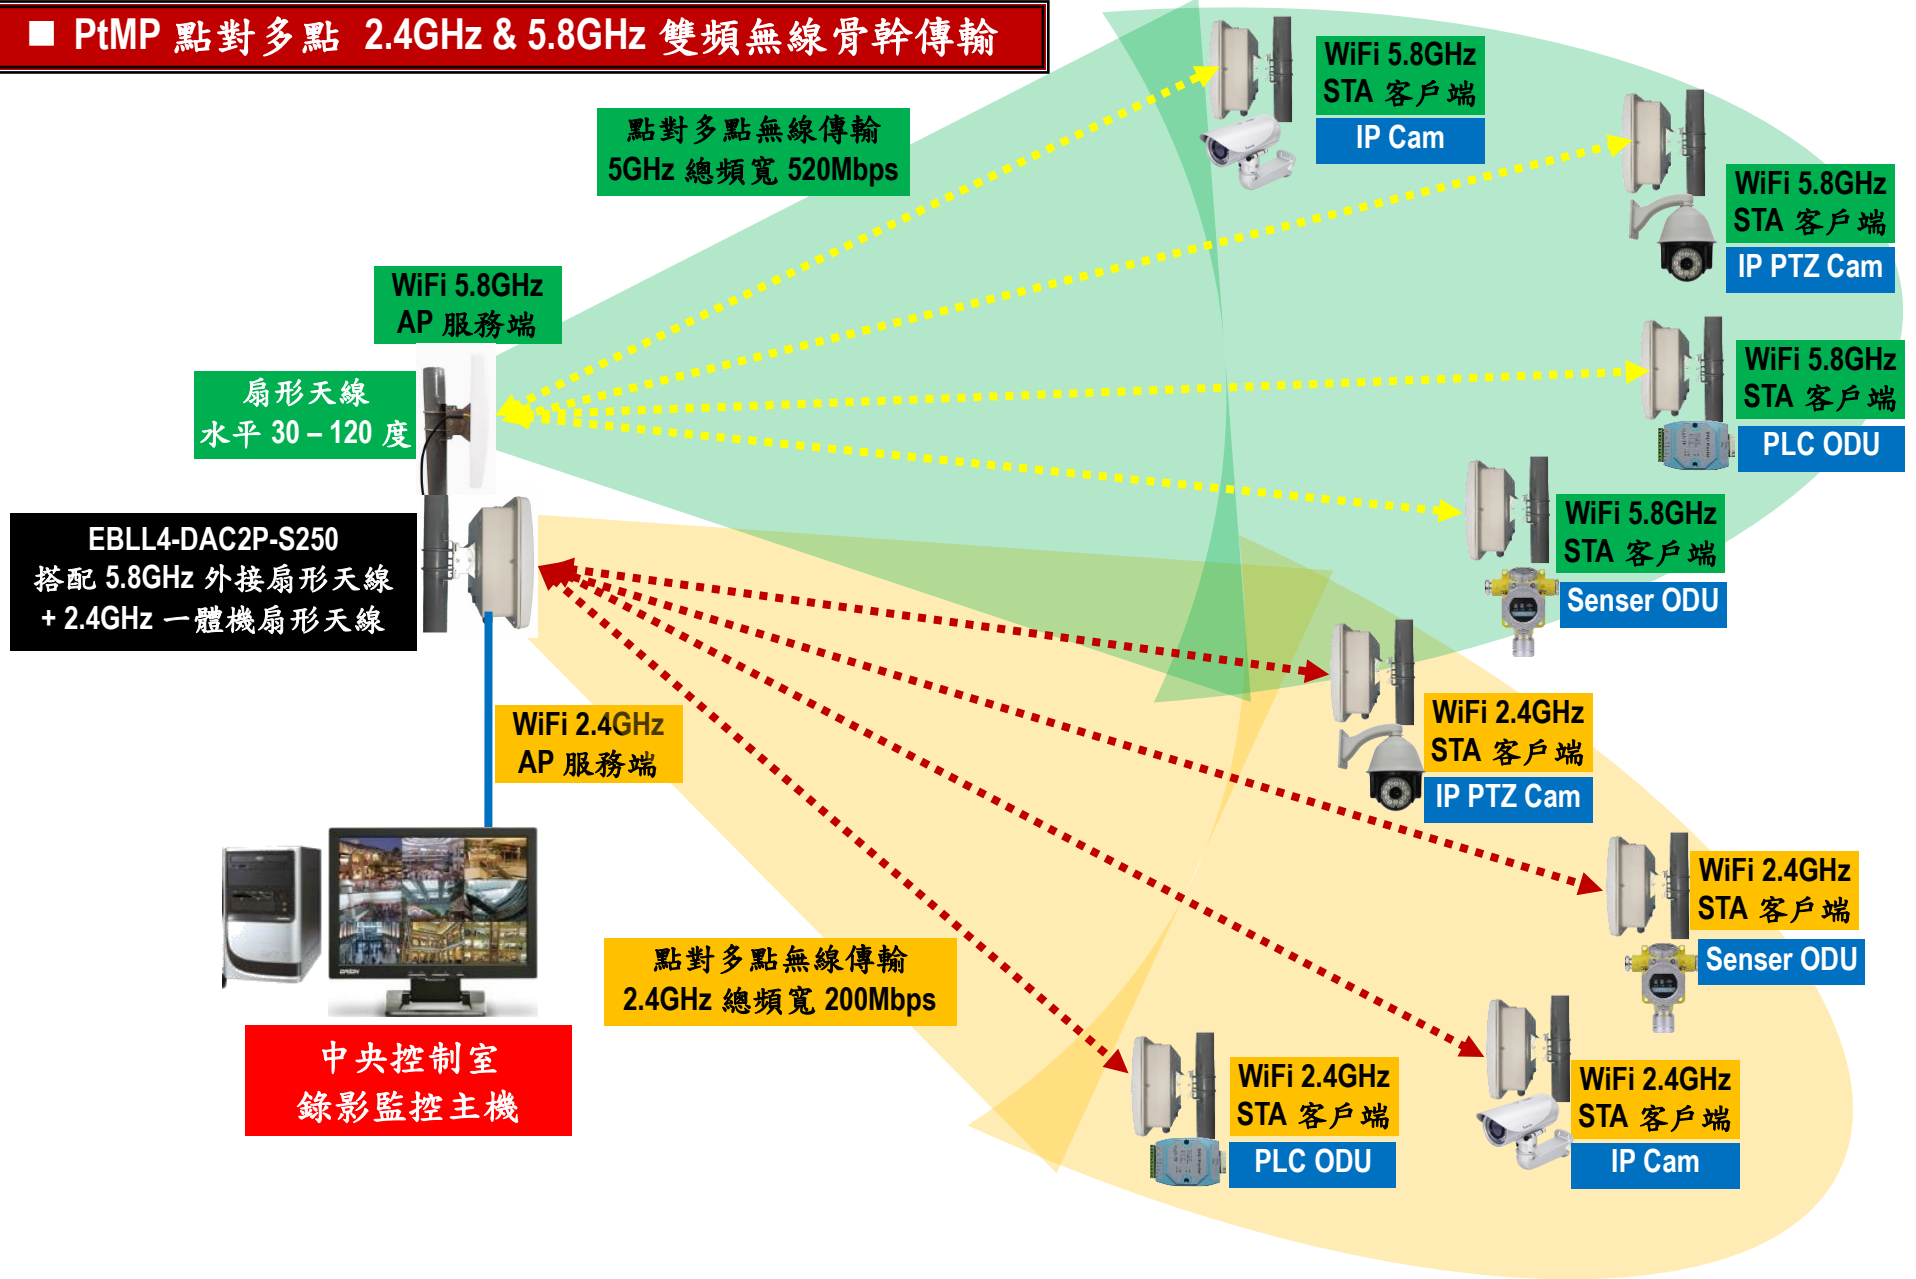 ■ PtMP 點對多點 2.4GHz & 5.8GHz 雙頻無線骨幹傳輸
點對多點無線傳輸
5GHz 總頻寬 520Mbps
WiFi 5.8GHz
STA 客戶端
IP Cam
WiFi 5.8GHz
STA 客戶端
IP PTZ Cam
WiFi 5.8GHz
AP 服務端
扇形天線
水平 30 – 120 度
WiFi 5.8GHz
STA 客戶端
PLC ODU
WiFi 5.8GHz
STA 客戶端
Senser ODU
EBLL4-DAC2P-S250
搭配 5.8GHz 外接扇形天線
+ 2.4GHz 一體機扇形天線
WiFi 2.4GHz
AP 服務端
WiFi 2.4GHz
STA 客戶端
IP PTZ Cam
WiFi 2.4GHz
STA 客戶端
Senser ODU
點對多點無線傳輸
2.4GHz 總頻寬 200Mbps
中央控制室
錄影監控主機
WiFi 2.4GHz
STA 客戶端
PLC ODU
WiFi 2.4GHz
STA 客戶端
IP Cam